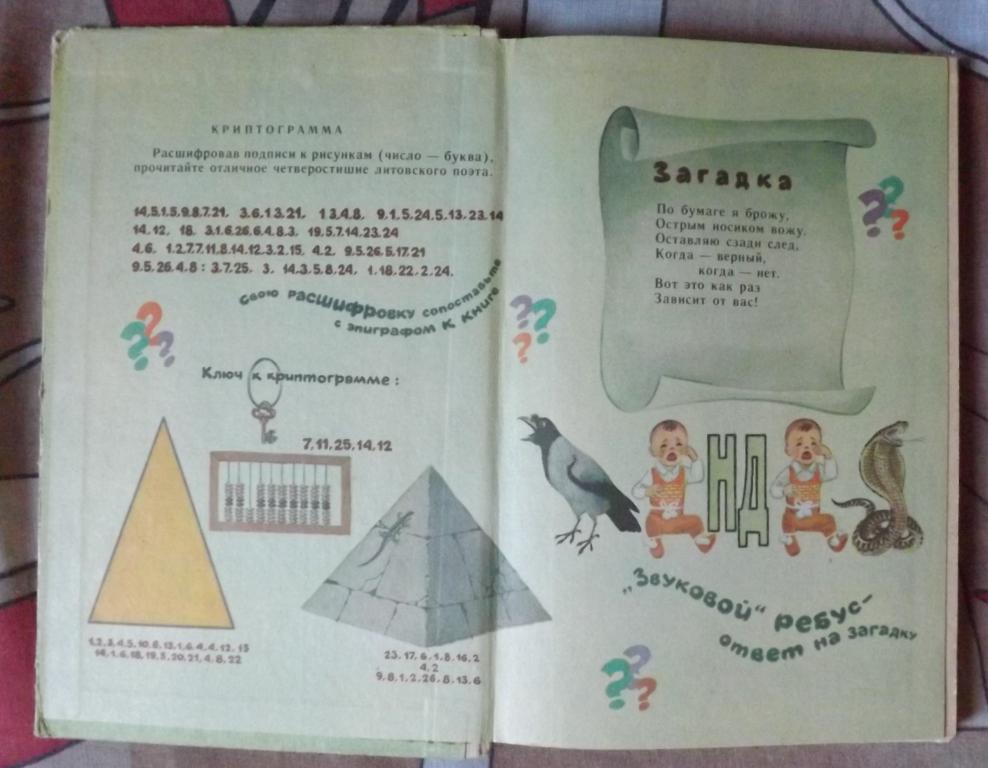 КРИПТОГРАММА
Расшифровав подписи к рисункам (число — буква),
прочитайте отличное четверостишие литовского поэта.
14,5.1.5.9.8.7.21. 3.6.1.3.21. 1 3.4.8. 9.1.5.24.5.13.23.14
14.12. 18. 3.1.6.26.6.4.8.3. 19.5.7.14.23.24
4.6. 1.2.7.7.11.8.14.12.3.2.15. 4.2. 9.5.26.5.17.21
9.5.26.4.8 : 3.7.25. 3. 14.3.5.8.24. 1.18.22.2.24.
Свою расшифровку сопоставьте
с эпиграфом к книге
Ключ к криптограмме :
7,11,25,14,12
1.2.3.4.5.10.8.13.1.6.4.4.12.15
14.1.6.18.19.5.20.21.4.8.22
23.17.6.1.8.16.2
4.2
9.8.1.2.26.8.13.6
Загадка
По бумаге я брожу,
Острым носиком вожу.
Оставляю сзади след,
Когда — верный,
когда — нет.
Вот это как раз
Зависит от вас!
НД
„Звуковой“ ребус-
ответ на загадку